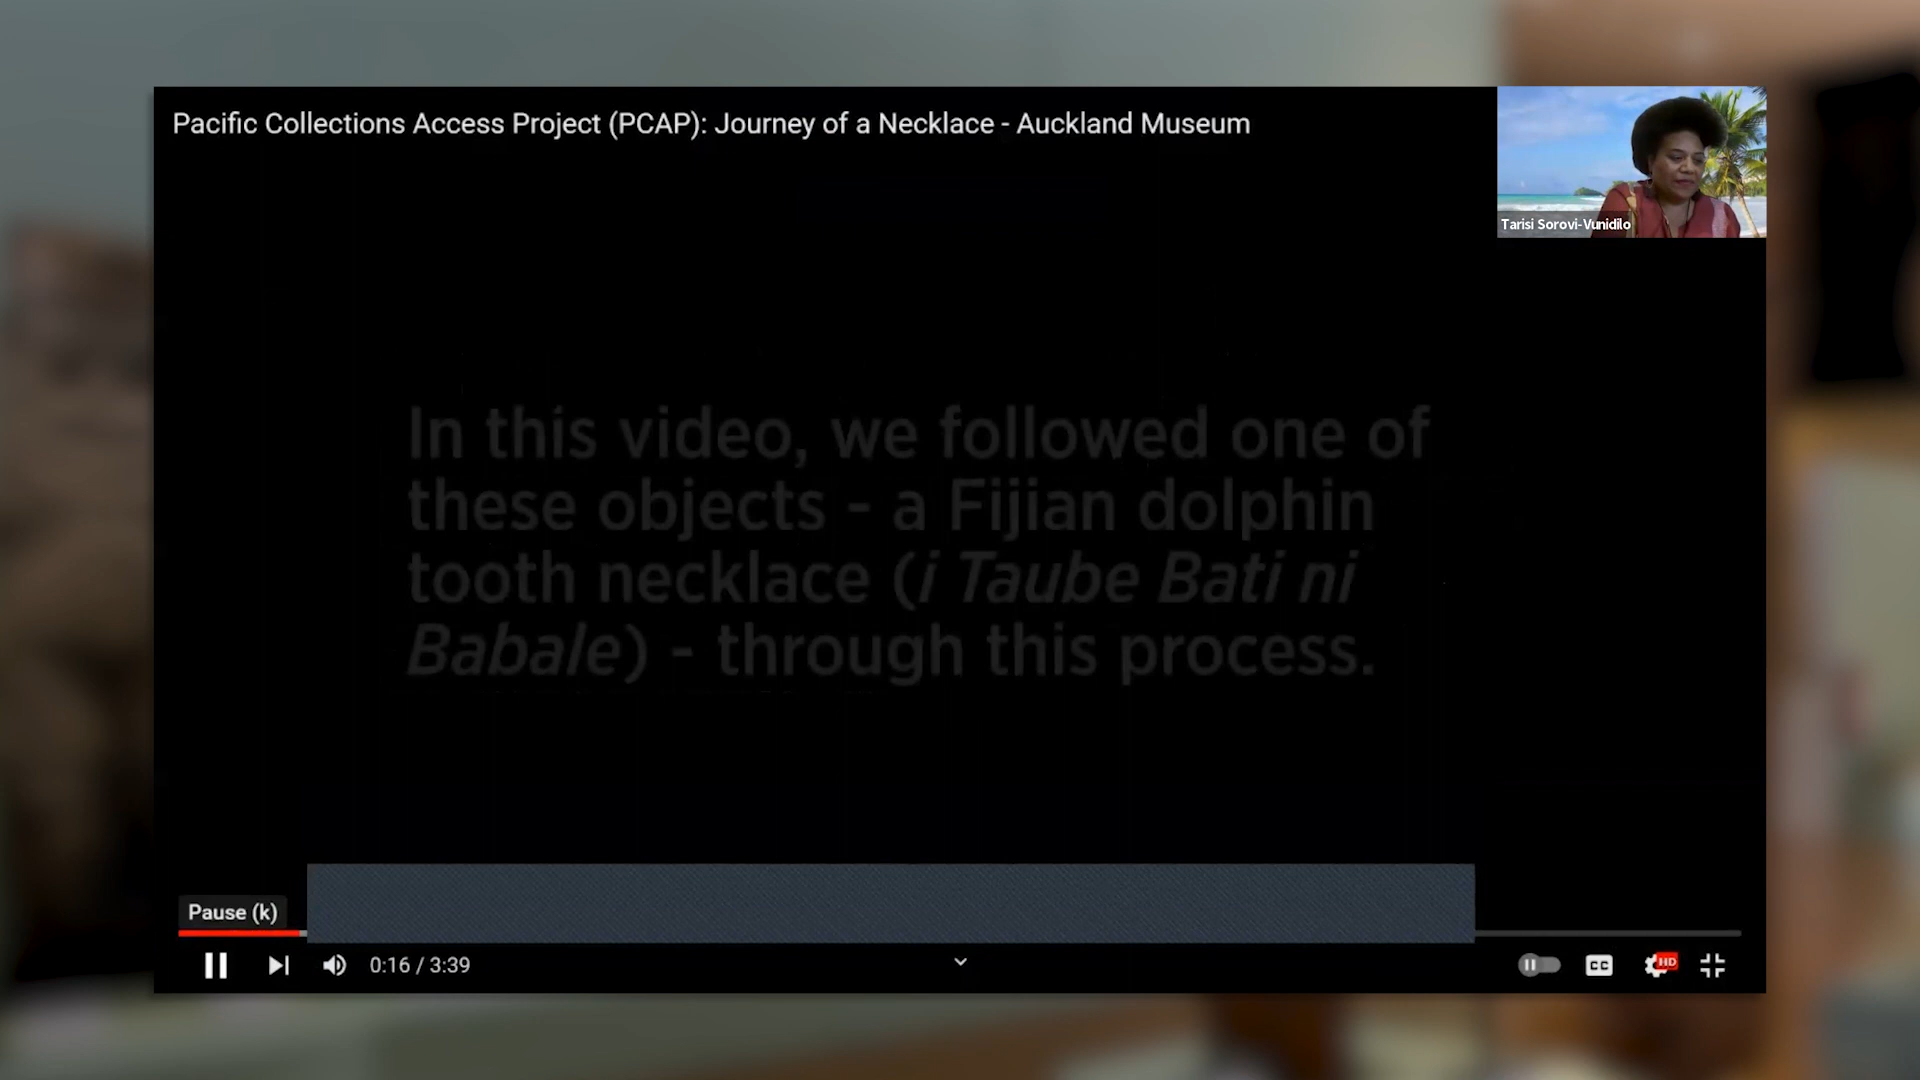 Pacific Collections Access Project (PCAP): Journey of a Necklace - Auckland Museum
Tarisi Sorovi-Vunidilo
In this video, we followed one of
these objects - a Fijian dolphin
tooth necklace (i Taube Bati ni
Babale) - through this process.
Pause (k)
0:16 / 3:39
CC
HD